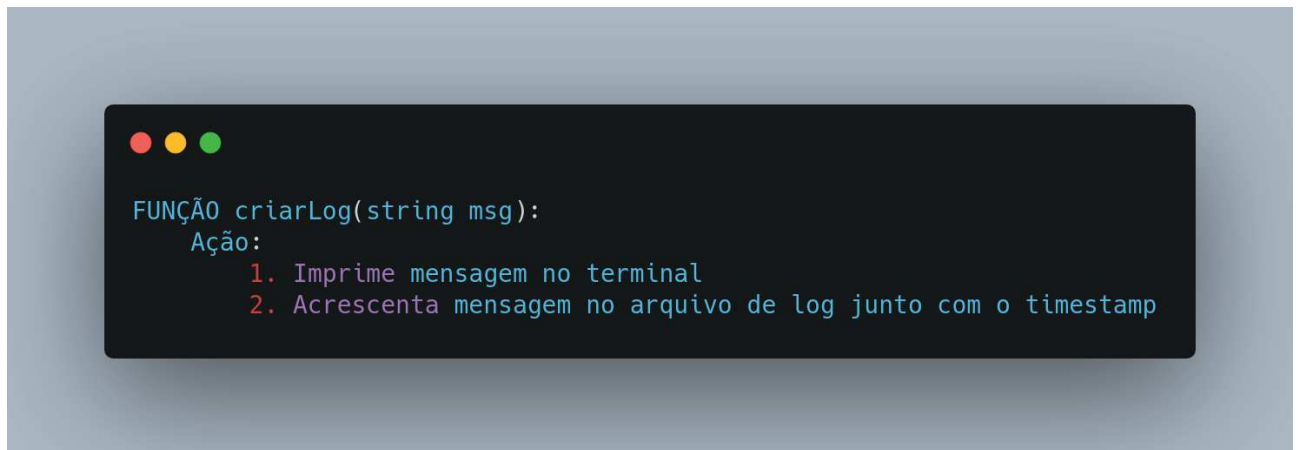 FUNÇÃO criarLog(string msg):
Ação:
1. Imprime mensagem no terminal
2. Acrescenta mensagem no arquivo de log junto com o timestamp